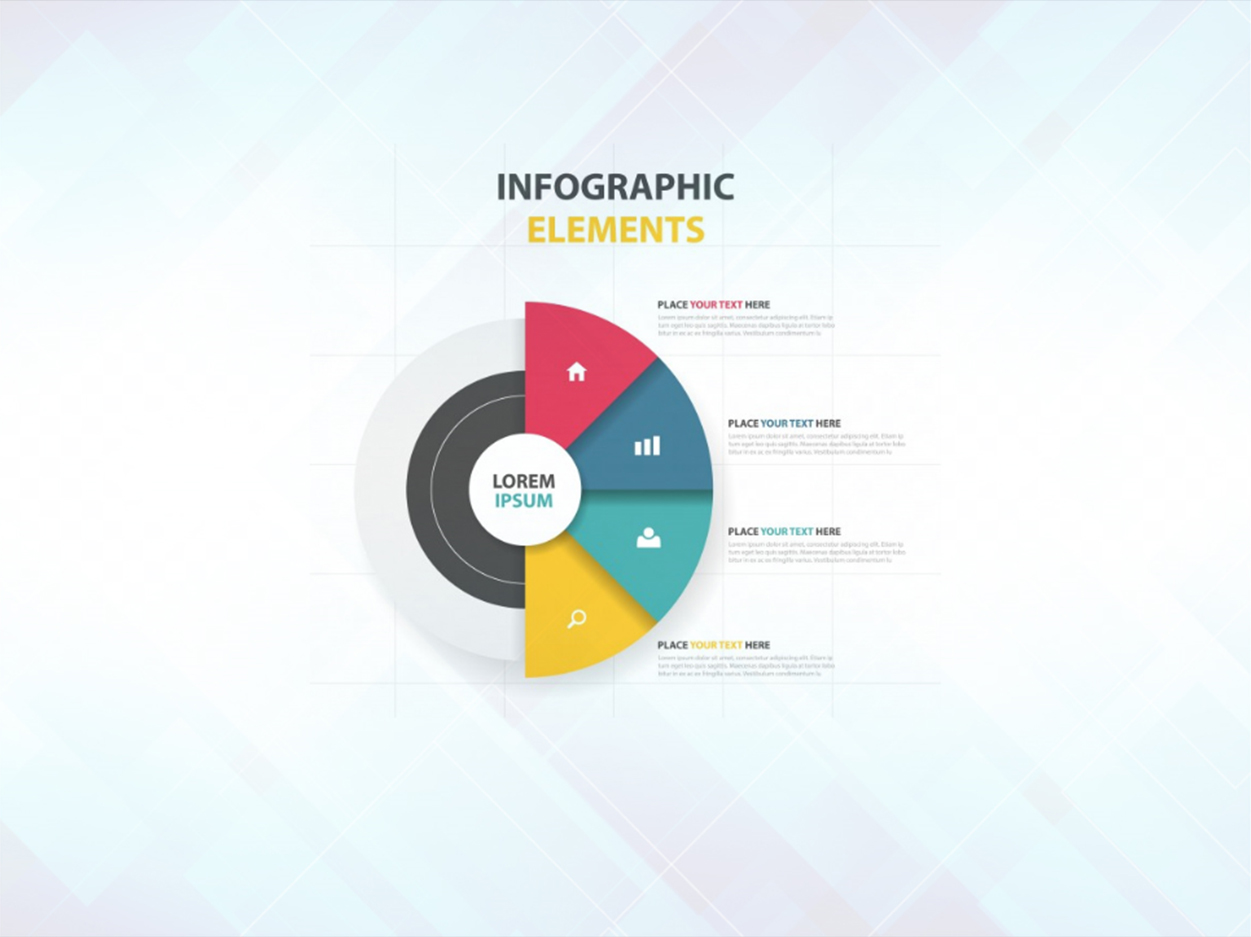 INFOGRAPHIC
ELEMENTS
PLACE YOUR TEXT HERE
Lorem ipsum dolor sit amet, consectetur adipiscing elit. Etiam ip
tum eget leo quis sagittis. Maecenas dapibus ligula at tortor lobo
bitur in ex ac ex fringilla varius. Vestibulum condimentum lu
PLACE YOUR TEXT HERE
Lorem ipsum dolor sit amet, consectetur adipiscing elit. Etiam ip
tum eget leo quis sagittis. Maecenas dapibus ligula at tortor lobo
bitur in ex ac ex fringilla varius. Vestibulum condimentum lu
LOREM
IPSUM
PLACE YOUR TEXT HERE
Lorem ipsum dolor sit amet, consectetur adipiscing elit. Etiam ip
tum eget leo quis sagittis. Maecenas dapibus ligula at tortor lobo
bitur in ex ac ex fringilla varius. Vestibulum condimentum lu
PLACE YOUR TEXT HERE
Lorem ipsum dolor sit amet, consectetur adipiscing elit. Etiam ip
tum eget leo quis sagittis. Maecenas dapibus ligula at tortor lobo
bitur in ex ac ex fringilla varius. Vestibulum condimentum lu